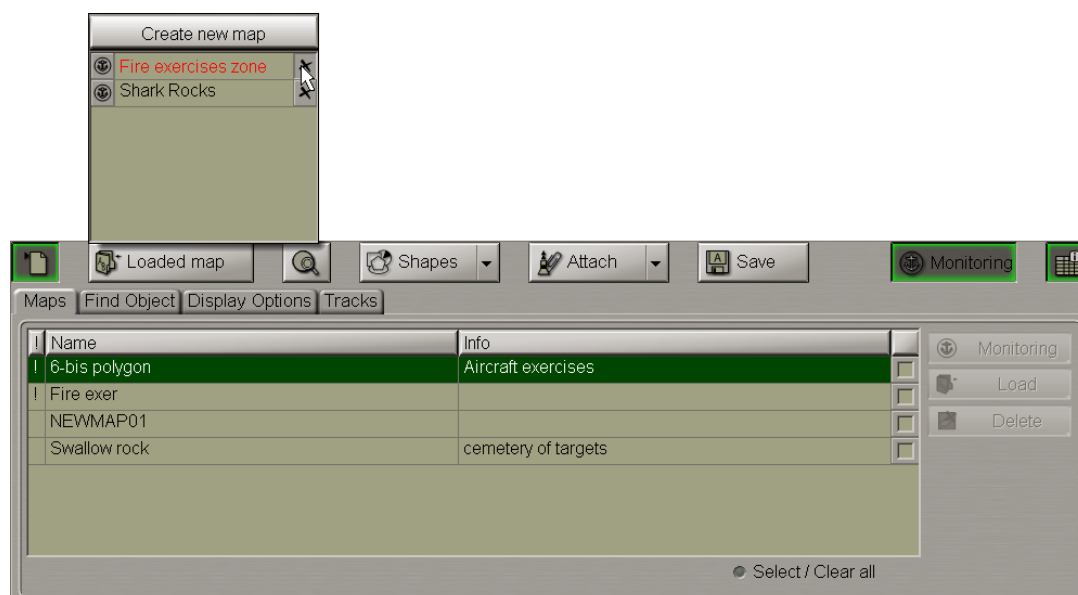 Create new map
Fire exercises zone
Shark Rocks
Loaded map Shapes Attach Save Monitoring
Maps Find Object Display Options Tracks
! Name Info
! 6-bis polygon Aircraft exercises Monitoring
! Fire exer Load
NEWMAP01 Delete
Swallow rock cemetery of targets
Select / Clear all